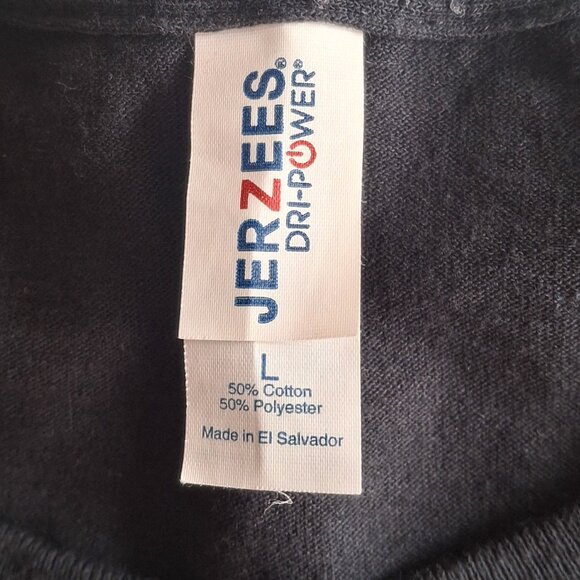 JERZEES®
DRI-POWER®
L
50% Cotton
50% Polyester
Made in El Salvador